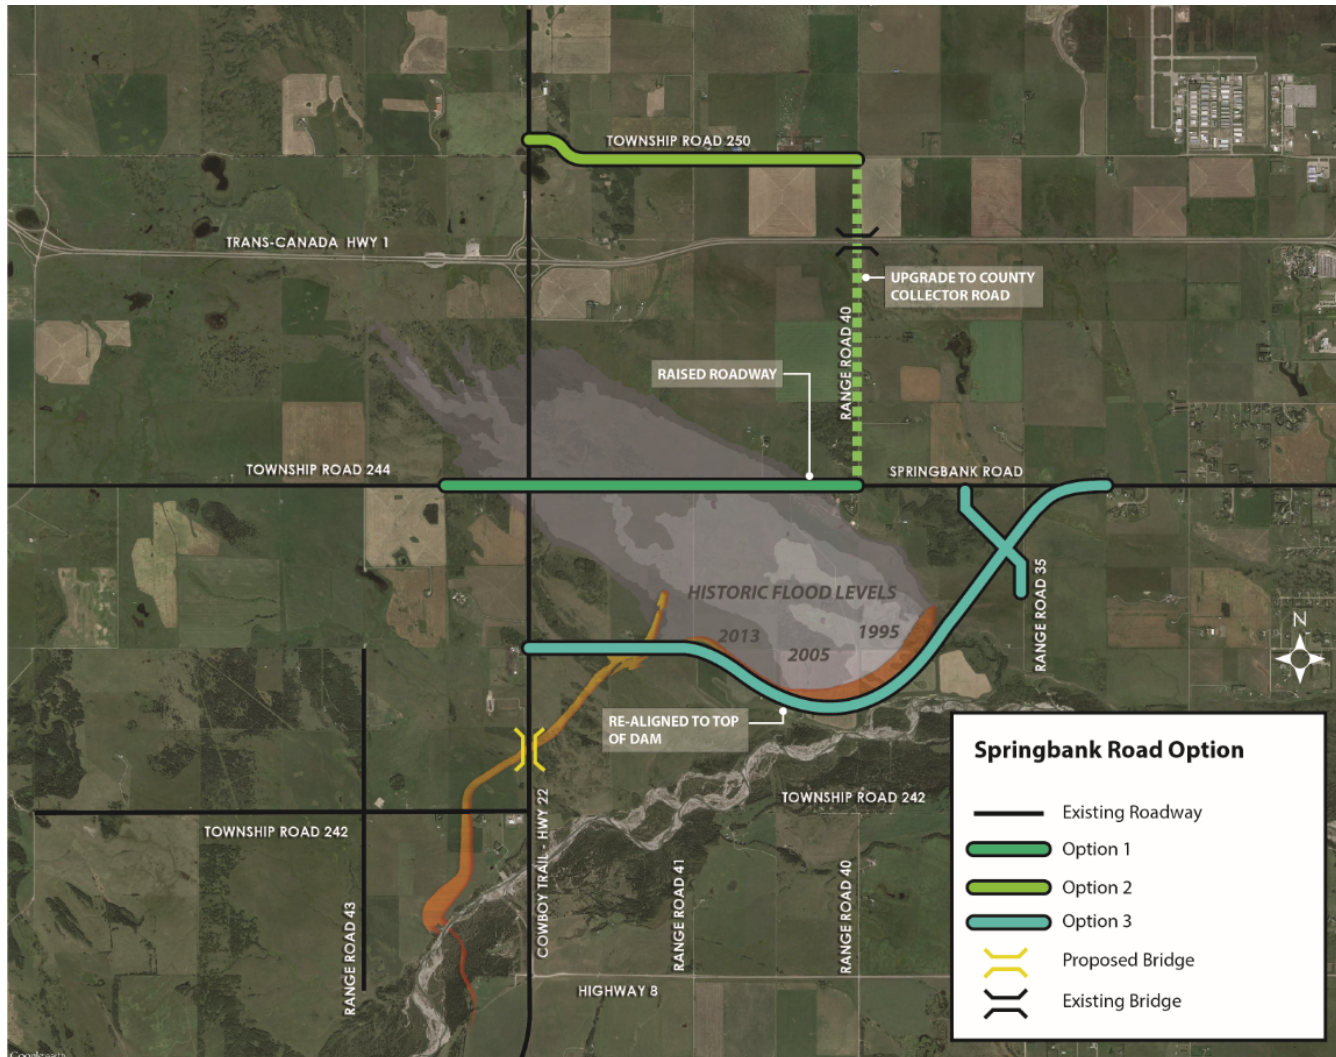 TOWNSHIP ROAD 250
TRANS-CANADA HWY 1
UPGRADE TO COUNTY
COLLECTOR ROAD
RANGE ROAD 40
RAISED ROADWAY
TOWNSHIP ROAD 244
SPRINGBANK ROAD
HISTORIC FLOOD LEVELS
2013
1995
2005
RANGE ROAD 35
N
RE-ALIGNED TO TOP
OF DAM
TOWNSHIP ROAD 242
TOWNSHIP ROAD 242
COWBOY TRAIL - HWY 22
RANGE ROAD 43
RANGE ROAD 41
RANGE ROAD 40
HIGHWAY 8
Springbank Road Option
Existing Roadway
Option 1
Option 2
Option 3
Proposed Bridge
Existing Bridge
Google earth